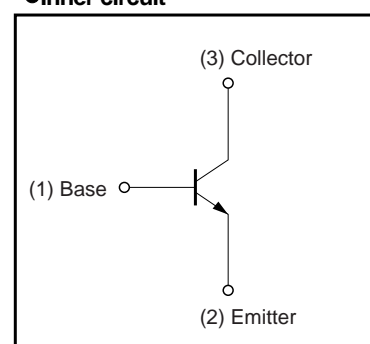 Inner circuit
(3) Collector
(1) Base
(2) Emitter